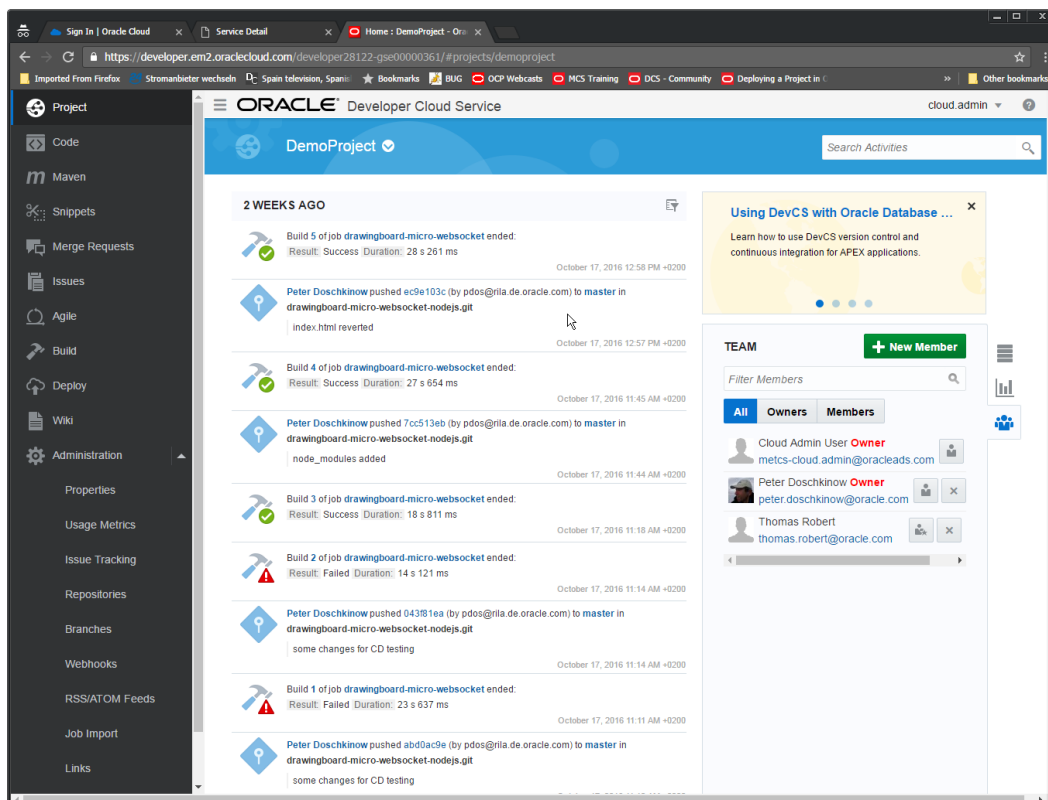 Sign In | Oracle Cloud
Service Detail
Home : DemoProject - Ora
https://developer.em2.oraclecloud.com/developer28122-gse00000361/#projects/demoproject
Imported From Firefox
Stromanbieter wechseln
Spain television, Spani
Bookmarks
BUG
OCP Webcasts
MCS Training
DCS - Community
Deploying a Project in
»
Other bookmarks
Project
Code
Maven
Snippets
Merge Requests
Issues
Agile
Build
Deploy
Wiki
Administration
Properties
Usage Metrics
Issue Tracking
Repositories
Branches
Webhooks
RSS/ATOM Feeds
Job Import
Links
ORACLE® Developer Cloud Service
cloud.admin
DemoProject
Search Activities
2 WEEKS AGO
Build 5 of job drawingboard-micro-websocket ended:
Result: Success Duration: 28 s 261 ms
October 17, 2016 12:58 PM +0200
Peter Doschkinow pushed ec9e103c (by pdos@rila.de.oracle.com) to master in
drawingboard-micro-websocket-nodejs.git
index.html reverted
October 17, 2016 12:57 PM +0200
Build 4 of job drawingboard-micro-websocket ended:
Result: Success Duration: 27 s 654 ms
October 17, 2016 11:45 AM +0200
Peter Doschkinow pushed 7cc513eb (by pdos@rila.de.oracle.com) to master in
drawingboard-micro-websocket-nodejs.git
node_modules added
October 17, 2016 11:44 AM +0200
Build 3 of job drawingboard-micro-websocket ended:
Result: Success Duration: 18 s 811 ms
October 17, 2016 11:18 AM +0200
Build 2 of job drawingboard-micro-websocket ended:
Result: Failed Duration: 14 s 121 ms
October 17, 2016 11:14 AM +0200
Peter Doschkinow pushed 043f81ea (by pdos@rila.de.oracle.com) to master in
drawingboard-micro-websocket-nodejs.git
some changes for CD testing
October 17, 2016 11:14 AM +0200
Build 1 of job drawingboard-micro-websocket ended:
Result: Failed Duration: 23 s 637 ms
October 17, 2016 11:11 AM +0200
Peter Doschkinow pushed abd0ac9e (by pdos@rila.de.oracle.com) to master in
drawingboard-micro-websocket-nodejs.git
some changes for CD testing
Using DevCS with Oracle Database ...
Learn how to use DevCS version control and
continuous integration for APEX applications.
TEAM
New Member
Filter Members
All
Owners
Members
Cloud Admin User Owner
metcs-cloud.admin@oracleads.com
Peter Doschkinow Owner
peter.doschkinow@oracle.com
Thomas Robert
thomas.robert@oracle.com